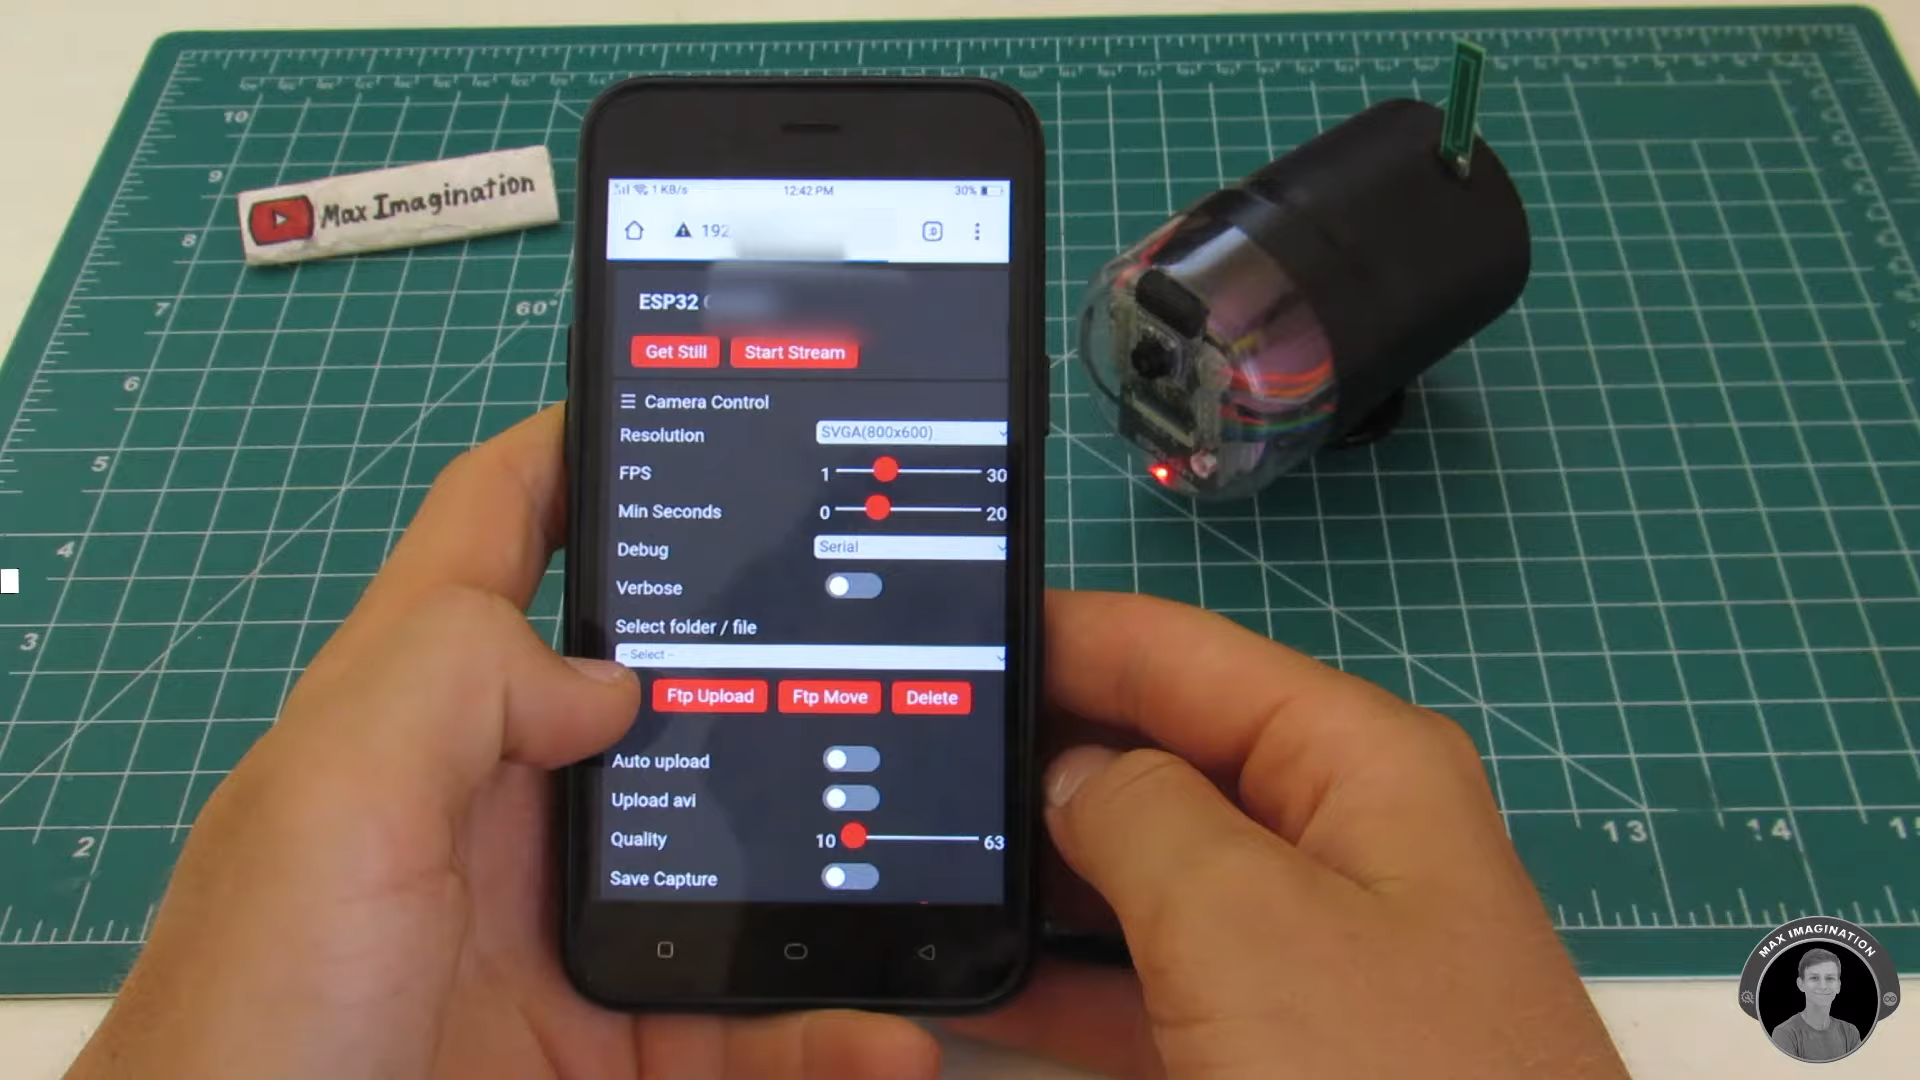 Max Imagination
1 KB/s
12:42 PM
30%
192
:D
ESP32
Get Still
Start Stream
☰ Camera Control
Resolution
SVGA(800x600)
FPS
1
30
Min Seconds
0
20
Debug
Serial
Verbose
Select folder / file
-- Select --
Ftp Upload
Ftp Move
Delete
Auto upload
Upload avi
Quality
10
63
Save Capture
10
9
8
7
6
5
4
3
2
60°
13
14
MAX IMAGINATION